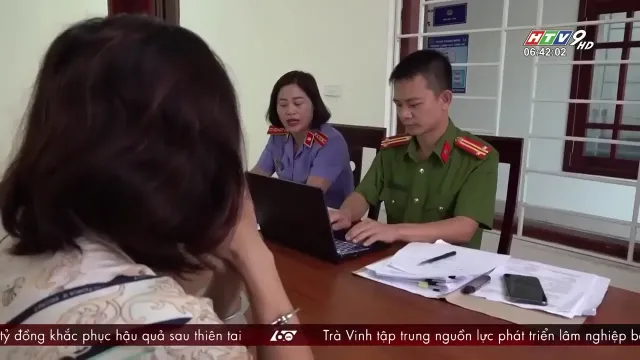 HTV9 HD
06:42:02
tỷ đồng khắc phục hậu quả sau thiên tai 60 Trà Vinh tập trung nguồn lực phát triển lâm nghiệp b